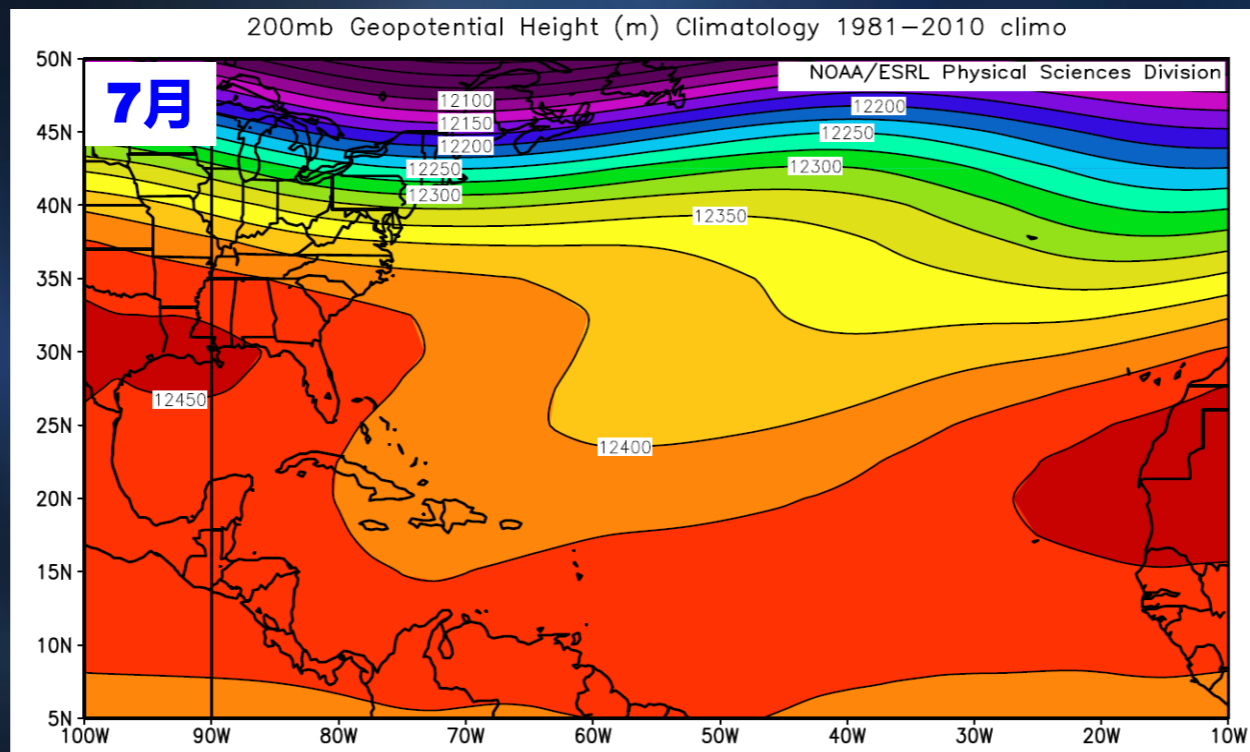 200mb Geopotential Height (m) Climatology 1981-2010 climo
50N
7月
NOAA/ESRL Physical Sciences Division
12100
12200
12150
45N
12200
12250
12250
12300
12300
40N
12350
35N
30N
12450
25N
12400
20N
15N
10N
5N
100W 90W 80W 70W 60W 50W 40W 30W 20W 10W